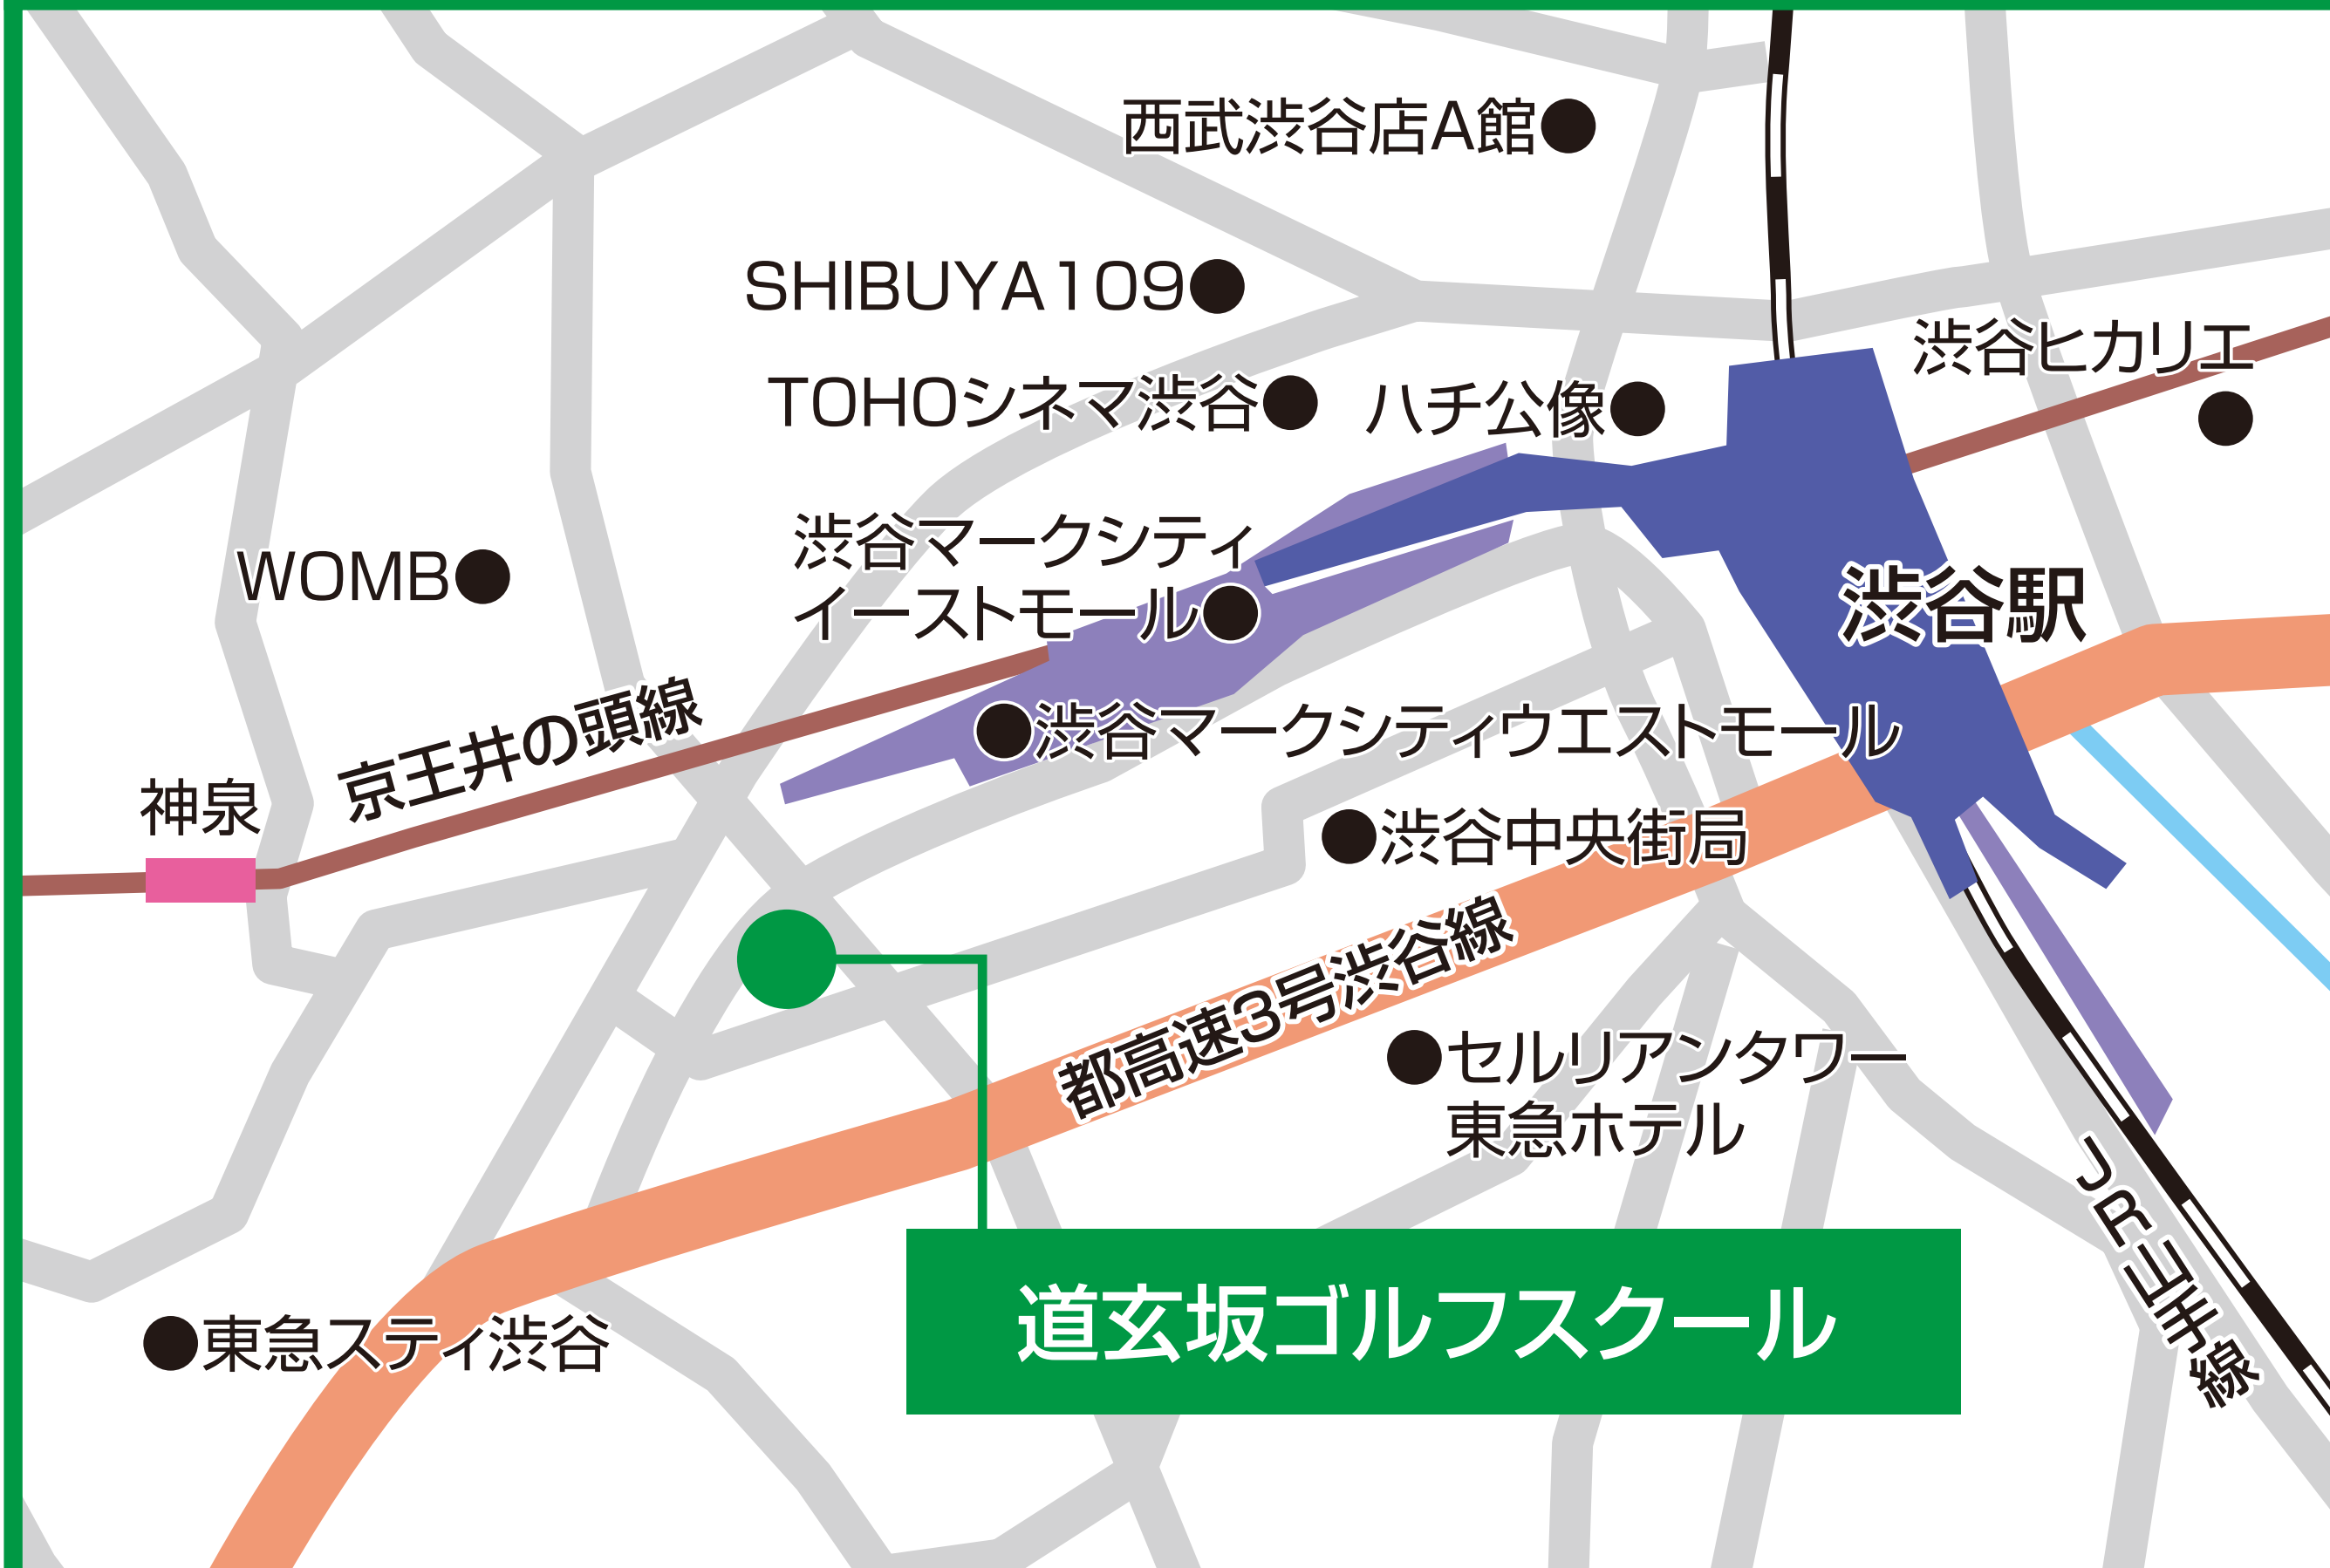 西武渋谷店A館
SHIBUYA109
TOHOシネマ渋谷
ハチ公像
渋谷ヒカリエ
渋谷マークシティ
イーストモール
WOMB
渋谷駅
京王井の頭線
渋谷マークシティウエストモール
神泉
渋谷中央街局
都高速3号渋谷線
セルリアンタワー
東急ホテル
JR山手線
道玄坂ゴルフスクール
東急ステイ渋谷